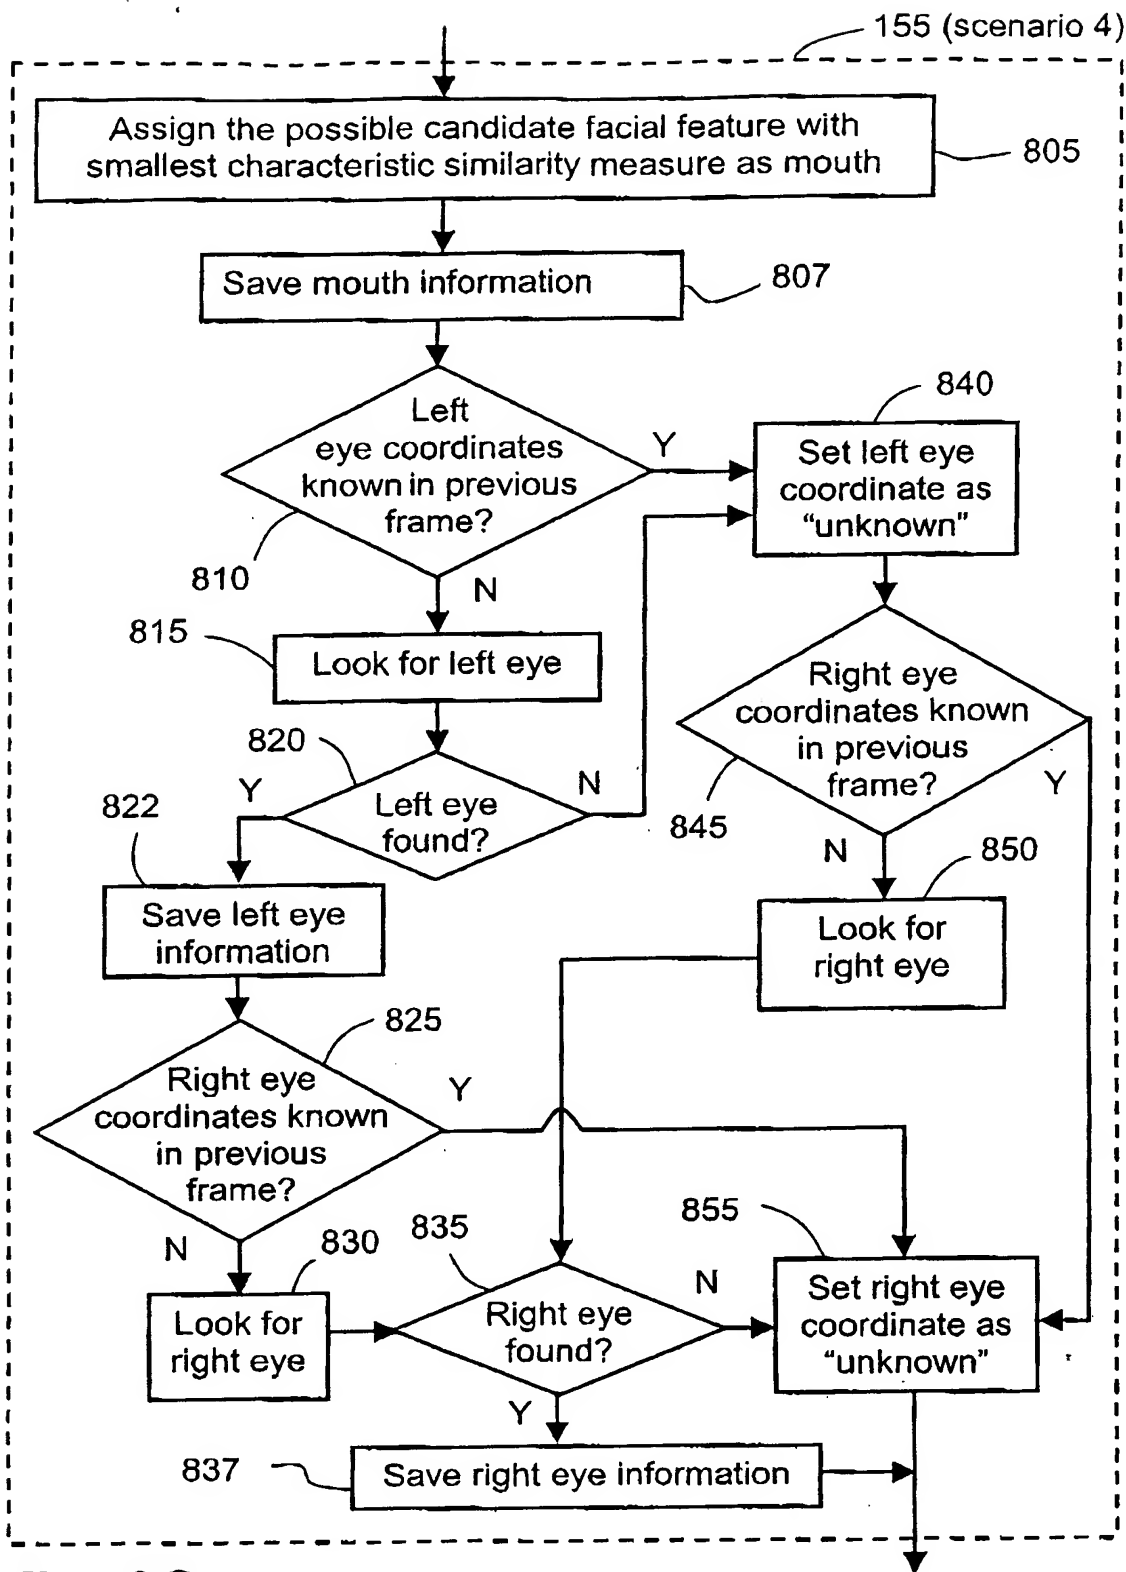 155 (scenario 4)
Assign the possible candidate facial feature with
smallest characteristic similarity measure as mouth
805
Save mouth information
807
Left
eye coordinates
known in previous
frame?
810
Y
N
840
Set left eye
coordinate as
“unknown”
815
Look for left eye
820
Left eye
found?
Y
N
Right eye
coordinates known
in previous
frame?
845
Y
N
822
Save left eye
information
850
Look for
right eye
825
Right eye
coordinates known
in previous
frame?
Y
N
830
Look for
right eye
835
Right eye
found?
N
Y
855
Set right eye
coordinate as
“unknown”
837
Save right eye information